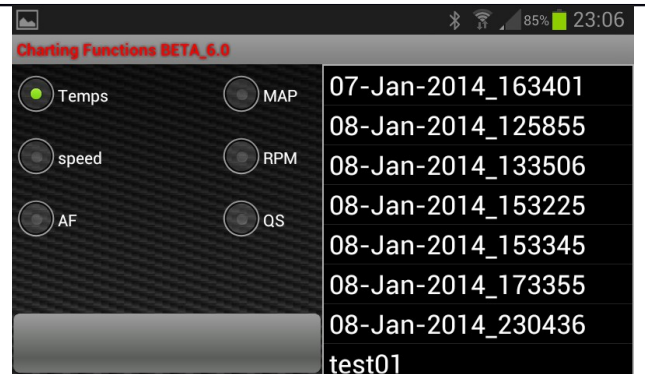 85% 23:06
Charting Functions BETA_6.0
Temps MAP
speed RPM
AF QS
07-Jan-2014_163401
08-Jan-2014_125855
08-Jan-2014_133506
08-Jan-2014_153225
08-Jan-2014_153345
08-Jan-2014_173355
08-Jan-2014_230436
test01